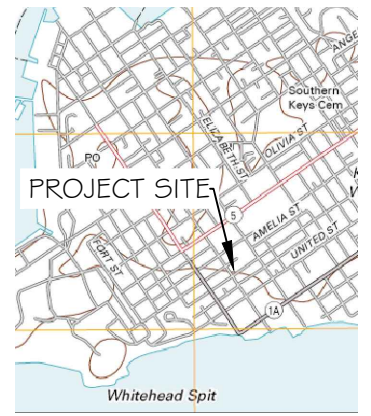 ANGE
Southern
Keys Cem
ELIZABETH ST
OLIVIA ST
PO
K
V
PROJECT SITE
5
AMELIA ST
UNITED ST
FORT ST
1A
Whitehead Spit